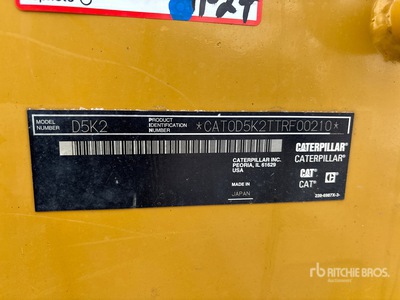 MODEL NUMBER D5K2 PRODUCT IDENTIFICATION NUMBER *CAT0D5K2TTRF00210*
CATERPILLAR INC.
PEORIA, IL 61629
USA
MADE IN
JAPAN
CATERPILLAR®
CATERPILLAR®
CAT®
CAT®
rb RITCHIE BROS.